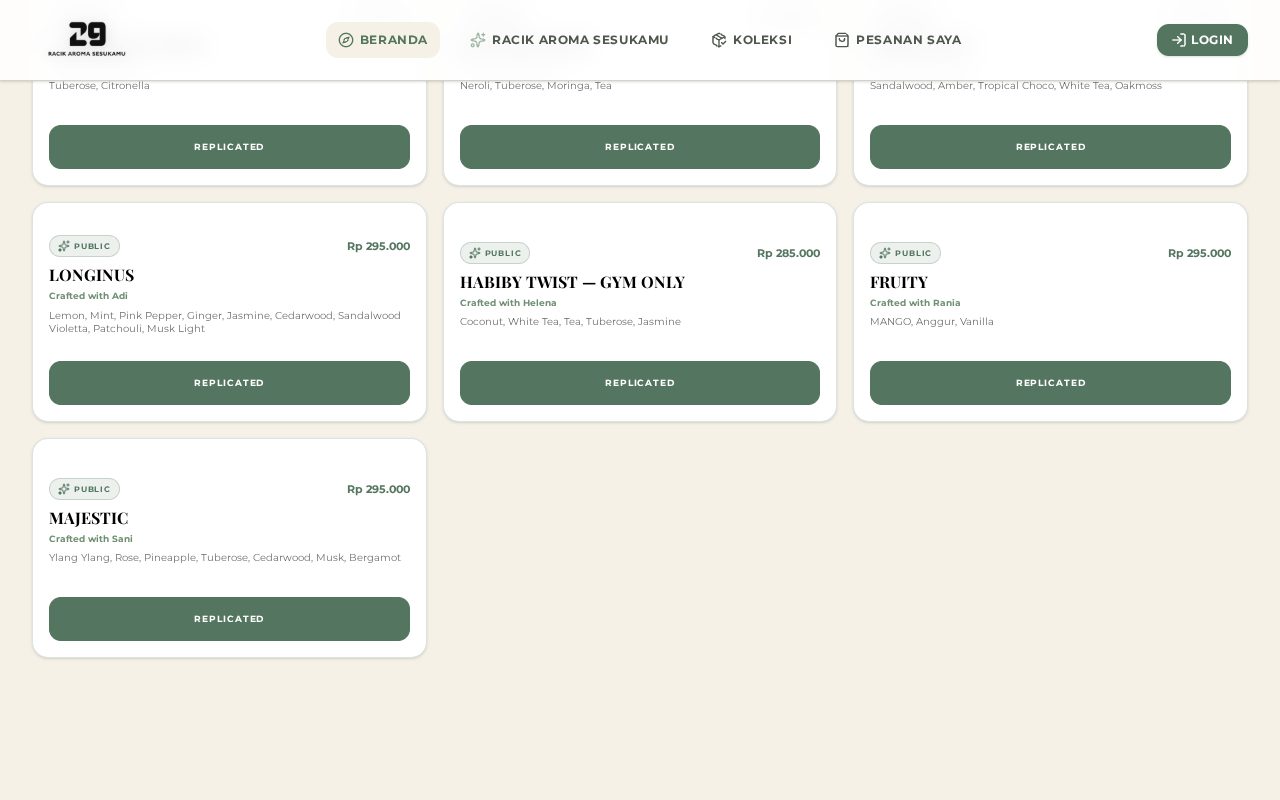 29
RACIK AROMA SESUKAMU
BERANDA
RACIK AROMA SESUKAMU
KOLEKSI
PESANAN SAYA
LOGIN
Tuberose, Citronella
Neroli, Tuberose, Moringa, Tea
Sandalwood, Amber, Tropical Choco, White Tea, Oakmoss
REPLICATED
REPLICATED
REPLICATED
PUBLIC
Rp 295.000
LONGINUS
Crafted with Adi
Lemon, Mint, Pink Pepper, Ginger, Jasmine, Cedarwood, Sandalwood
Violetta, Patchouli, Musk Light
REPLICATED
PUBLIC
Rp 285.000
HABIBY TWIST — GYM ONLY
Crafted with Helena
Coconut, White Tea, Tea, Tuberose, Jasmine
REPLICATED
PUBLIC
Rp 295.000
FRUITY
Crafted with Rania
MANGO, Anggur, Vanilla
REPLICATED
PUBLIC
Rp 295.000
MAJESTIC
Crafted with Sani
Ylang Ylang, Rose, Pineapple, Tuberose, Cedarwood, Musk, Bergamot
REPLICATED